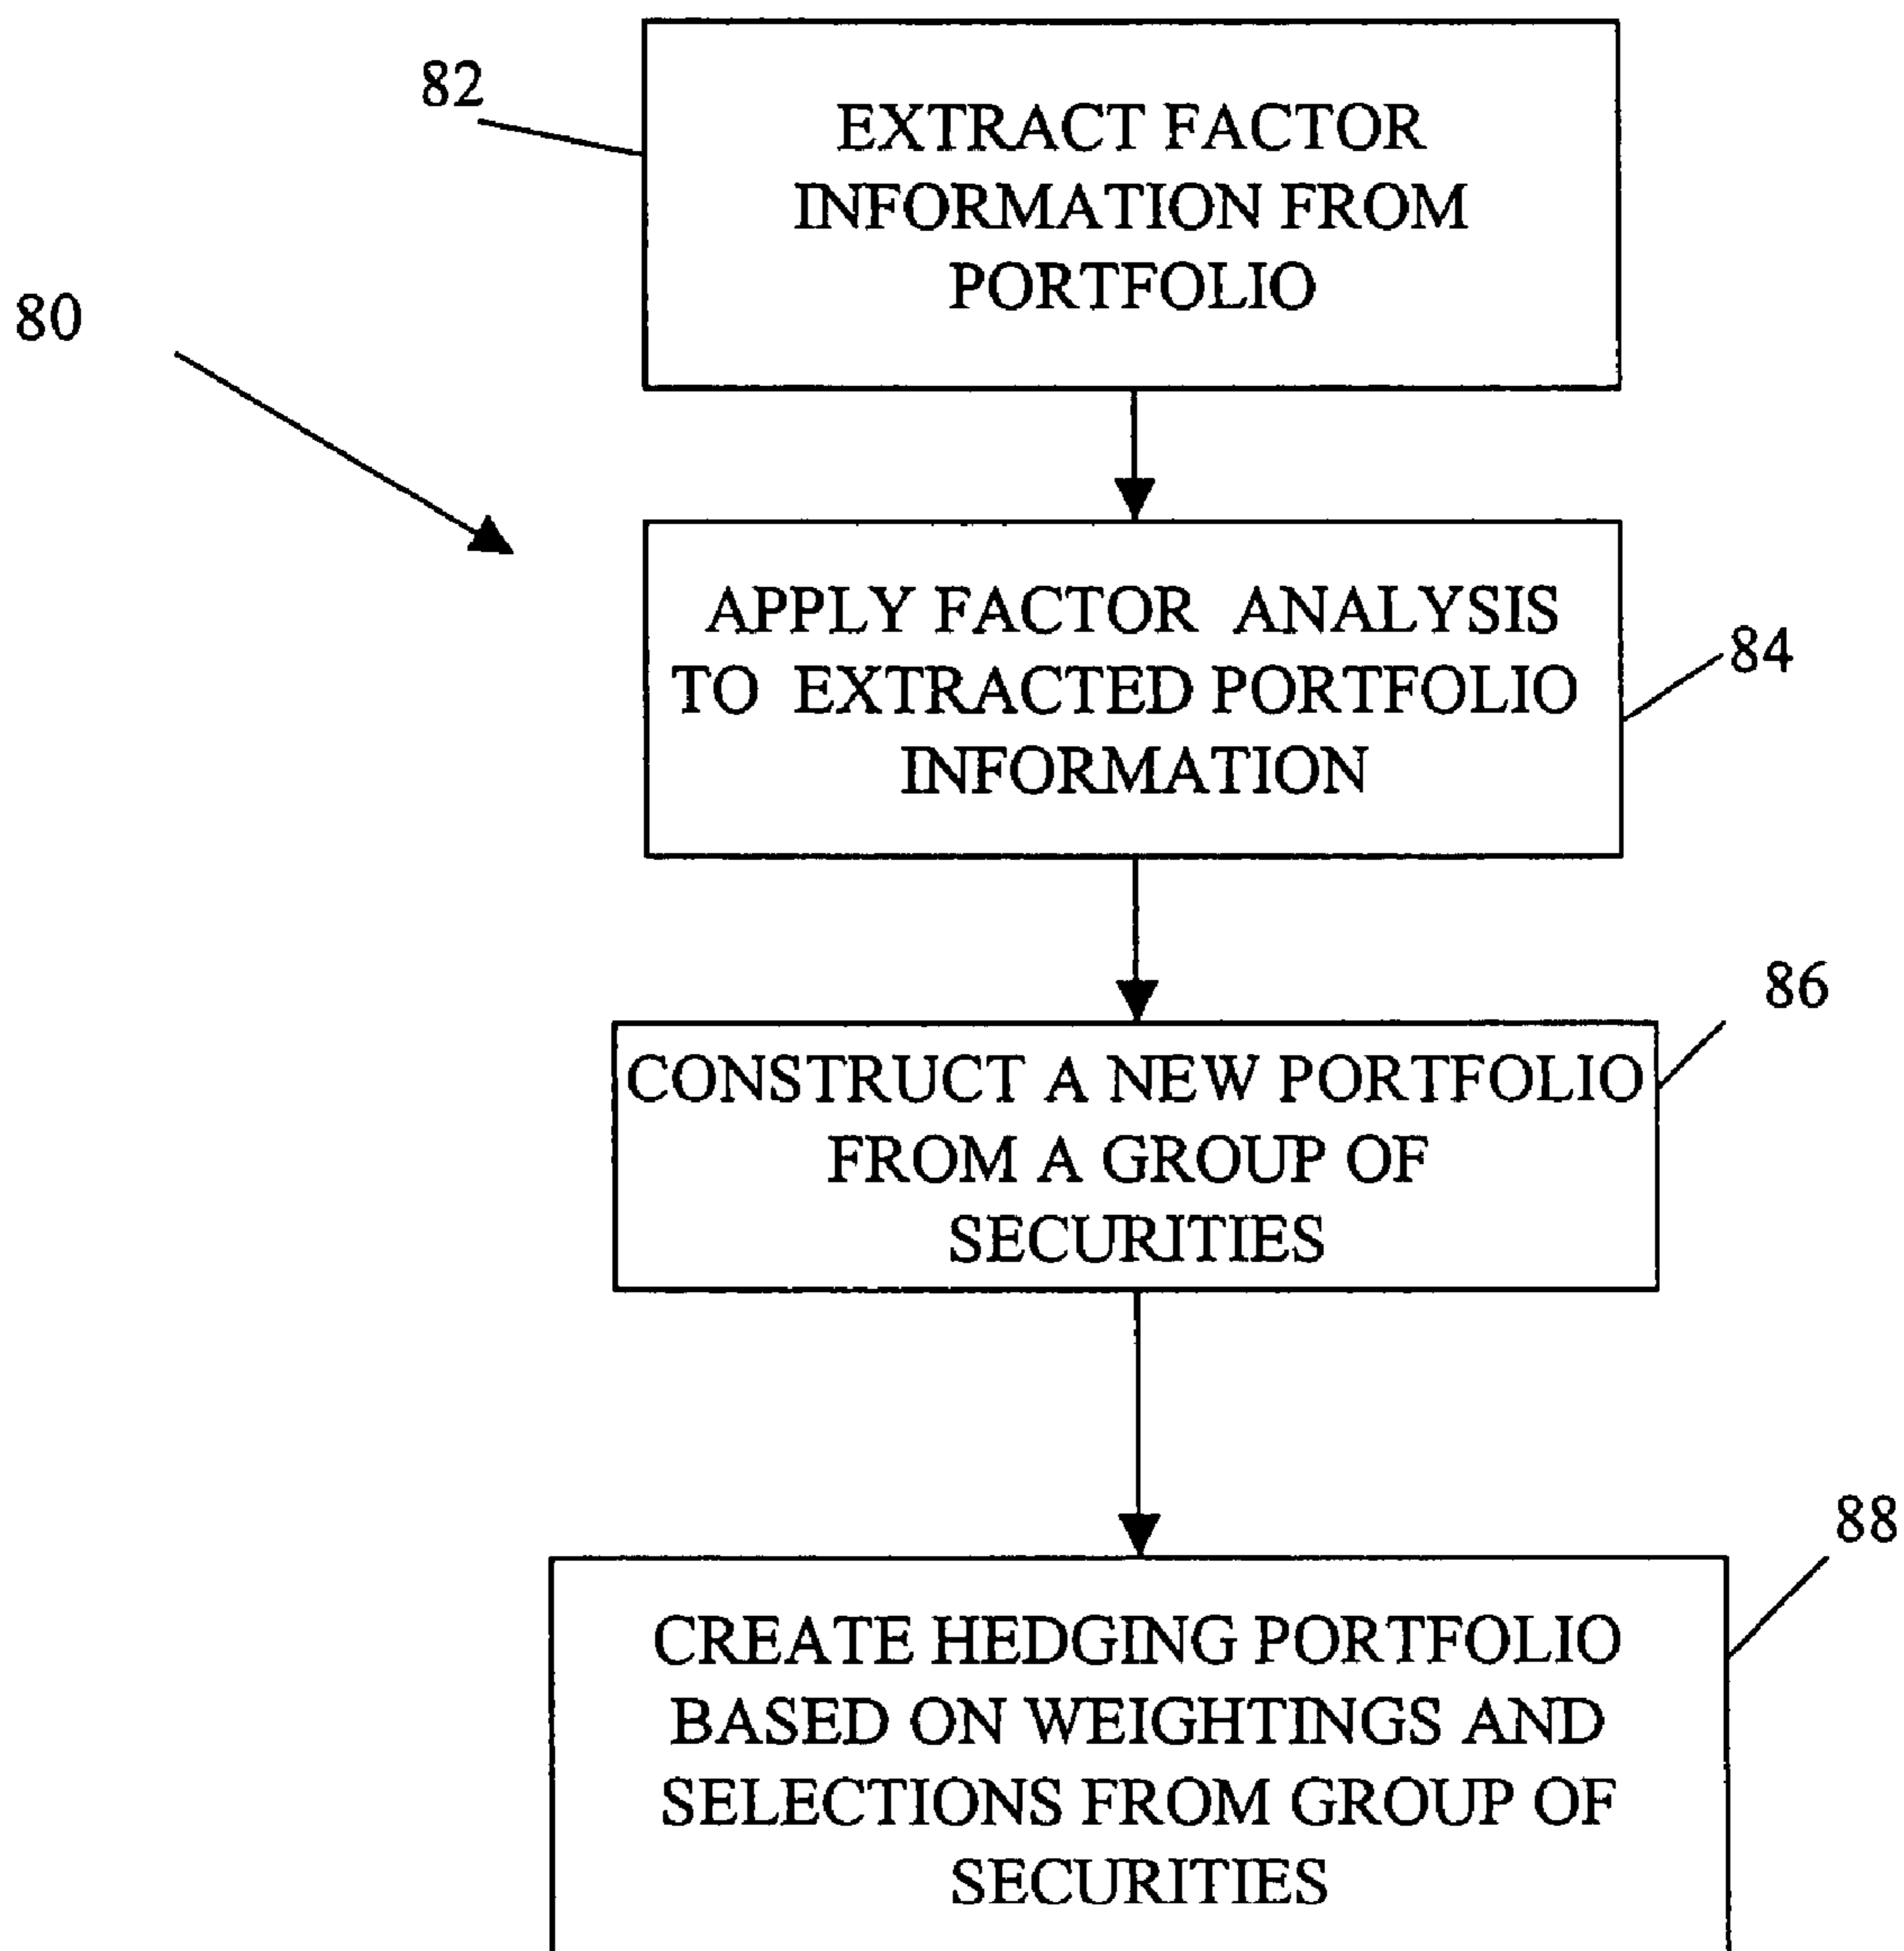 82
EXTRACT FACTOR
INFORMATION FROM
PORTFOLIO
80
APPLY FACTOR ANALYSIS
TO EXTRACTED PORTFOLIO
INFORMATION
84
86
CONSTRUCT A NEW PORTFOLIO
FROM A GROUP OF
SECURITIES
88
CREATE HEDGING PORTFOLIO
BASED ON WEIGHTINGS AND
SELECTIONS FROM GROUP OF
SECURITIES